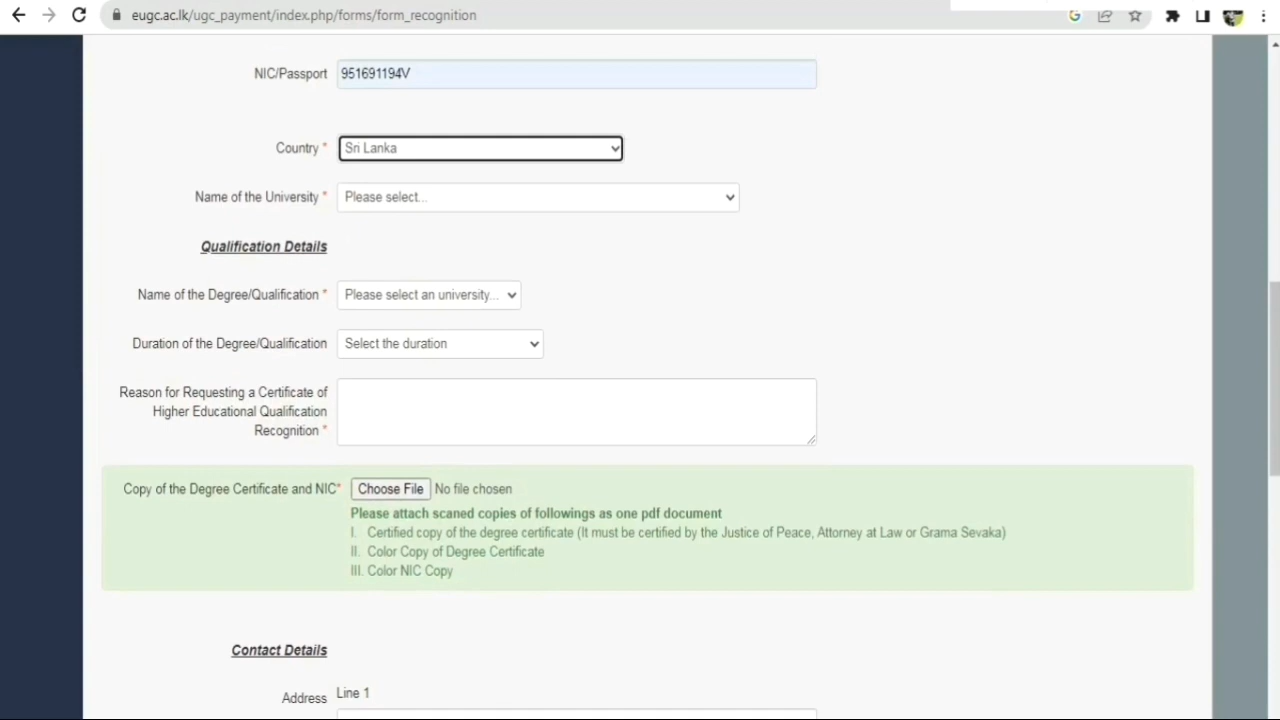 eugc.ac.lk/ugc_payment/index.php/forms/form_recognition
NIC/Passport 951691194V
Country * Sri Lanka
Name of the University * Please select...
Qualification Details
Name of the Degree/Qualification * Please select an university...
Duration of the Degree/Qualification Select the duration
Reason for Requesting a Certificate of
Higher Educational Qualification
Recognition *
Copy of the Degree Certificate and NIC* Choose File No file chosen
Please attach scaned copies of followings as one pdf document
I. Certified copy of the degree certificate (It must be certified by the Justice of Peace, Attorney at Law or Grama Sevaka)
II. Color Copy of Degree Certificate
III. Color NIC Copy
Contact Details
Address Line 1